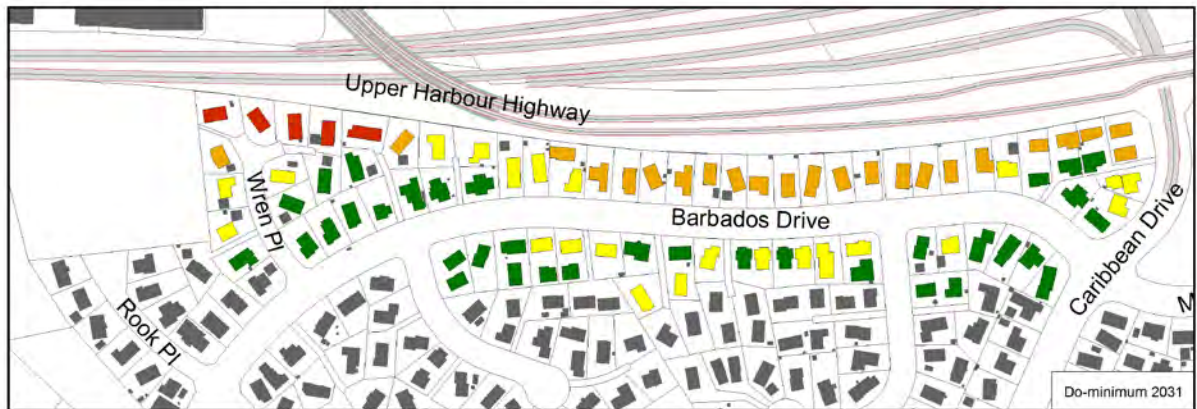 Upper Harbour Highway
Wren Pl
Barbados Drive
Caribbean Drive
Rook Pl
M
Do-minimum 2031